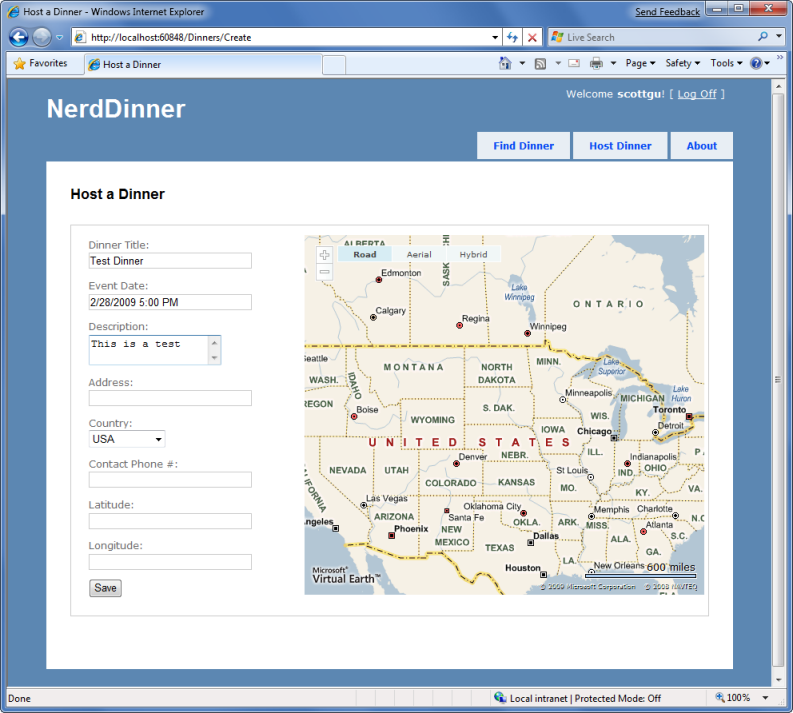 Host a Dinner - Windows Internet Explorer
Send Feedback
http://localhost:60848/Dinners/Create
Live Search
Favorites
Host a Dinner
Page
Safety
Tools
Welcome scottgu! [ Log Off ]
NerdDinner
Find Dinner
Host Dinner
About
Host a Dinner
Dinner Title:
Test Dinner
Event Date:
2/28/2009 5:00 PM
Description:
This is a test
Address:
Country:
USA
Contact Phone #:
Latitude:
Longitude:
Save
ALBERTA
SASK
Road
Aerial
Hybrid
Edmonton
Lake
Winnipeg
ONTARIO
Calgary
Regina
Winnipeg
Seattle
MONTANA
NORTH
DAKOTA
MINN.
Lake
Superior
WASH.
IDAHO
Minneapolis
MICHIGAN
Lake
Huron
Boise
S. DAK.
WIS.
Toronto
WYOMING
IOWA
Chicago
Detroit
UNITED STATES
Denver
NEBR.
ILL.
Indianapolis
NEVADA
UTAH
St Louis
IND.
OHIO
COLORADO
KANSAS
MO.
KY.
VA.
Las Vegas
Oklahoma City
Memphis
Charlotte
ARIZONA
Santa Fe
OKLA.
ARK.
MISS.
Atlanta
Phoenix
NEW
MEXICO
Dallas
ALA.
S.C.
TEXAS
GA.
Houston
LA.
New Orleans
600 miles
Microsoft®
Virtual Earth™
© 2009 Microsoft Corporation © 2008 NAVTEQ
Done
Local intranet | Protected Mode: Off
100%